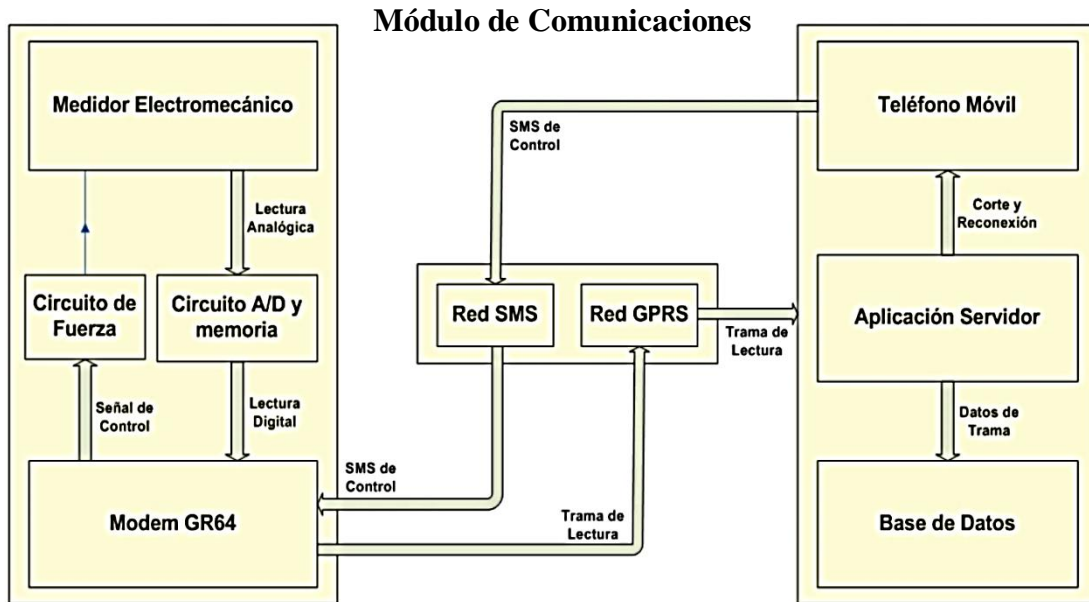 Módulo de Comunicaciones
Medidor Electromecánico
Lectura
Analógica
Circuito de
Fuerza
Circuito A/D y
memoria
Señal de
Control
Lectura
Digital
Modem GR64
SMS de
Control
Red SMS
Red GPRS
Trama de
Lectura
SMS de
Control
Trama de
Lectura
Teléfono Móvil
Corte y
Reconexión
Aplicación Servidor
Datos de
Trama
Base de Datos